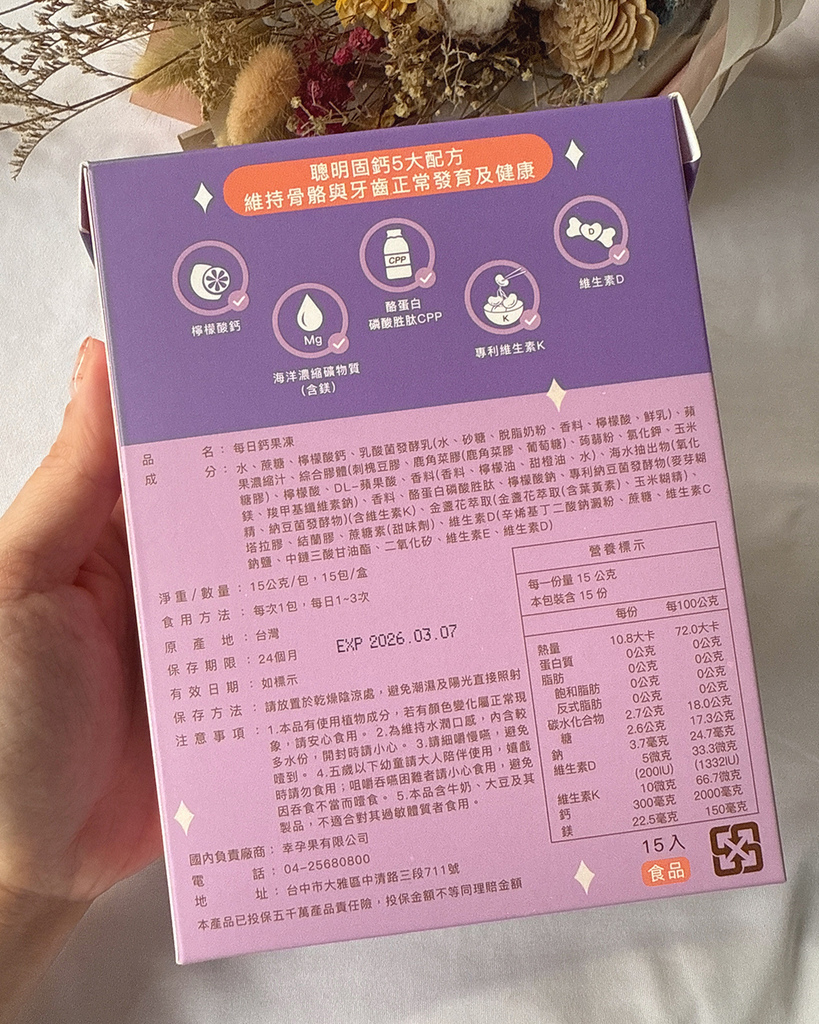 聰明固鈣5大配方
維持骨骼與牙齒正常發育及健康
檸檬酸鈣
Mg
海洋濃縮礦物質
(含鎂)
CPP
酪蛋白
磷酸胜肽CPP
K
專利維生素K
D
維生素D
品名：每日鈣果凍
成分：水、蔗糖、檸檬酸鈣、乳酸菌發酵乳(水、砂糖、脫脂奶粉、香料、檸檬酸、鮮乳)、蘋
果濃縮汁、綜合膠體(刺槐豆膠、鹿角菜膠(鹿角菜膠、葡萄糖)、蒟蒻粉、氯化鉀、玉米
糖膠)、檸檬酸、DL-蘋果酸、香料(香料、檸檬油、甜橙油、水)、海水抽出物(氧化
鎂、羧甲基纖維素鈉)、香料、酪蛋白磷酸胜肽、檸檬酸鈉、專利納豆菌發酵物(麥芽糊
精、納豆菌發酵物)(含維生素K)、金盞花萃取(金盞花萃取(含葉黃素)、玉米糊精)、
塔拉膠、結蘭膠、蔗糖素(甜味劑)、維生素D(辛烯基丁二酸鈉澱粉、蔗糖、維生素C
鈉鹽、中鏈三酸甘油酯、二氧化矽、維生素E、維生素D)
淨重/數量：15公克/包，15包/盒
食用方法：每次1包，每日1~3次
原產地：台灣
保存期限：24個月
有效日期：如標示
EXP 2026.03.07
保存方法：請放置於乾燥陰涼處，避免潮濕及陽光直接照射
注意事項：1.本品有使用植物成分，若有顏色變化屬正常現
象，請安心食用。2.為維持水潤口感，內含較
多水份，開封時請小心。3.請細嚼慢嚥，避免
噎到。4.五歲以下幼童請大人陪伴使用，嬉戲
時請勿食用；咀嚼吞嚥困難者請小心食用，避免
因吞食不當而噎食。5.本品含牛奶、大豆及其
製品，不適合對其過敏體質者食用。
國內負責廠商：幸孕果有限公司
電話：04-25680800
地址：台中市大雅區中清路三段711號
本產品已投保五千萬產品責任險，投保金額不等同理賠金額
營養標示
每一份量 15 公克
本包裝含 15 份
每份 每100公克
熱量 10.8大卡 72.0大卡
蛋白質 0公克 0公克
脂肪 0公克 0公克
飽和脂肪 0公克 0公克
反式脂肪 0公克 0公克
碳水化合物 2.7公克 18.0公克
糖 2.6公克 17.3公克
鈉 3.7毫克 24.7毫克
維生素D 5微克 33.3微克
(200IU) (1332IU)
維生素K 10微克 66.7微克
鈣 300毫克 2000毫克
鎂 22.5毫克 150毫克
15入
食品